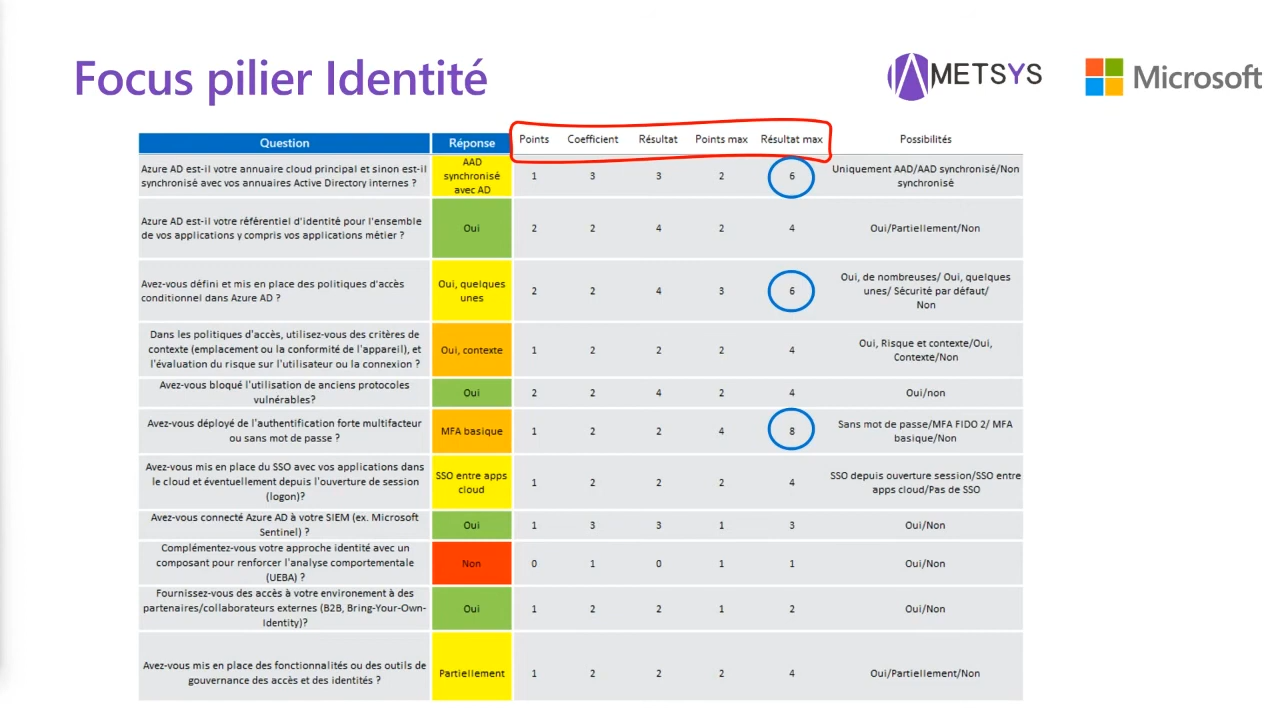 Focus pilier Identité
METSYS
Microsoft
Question Réponse Points Coefficient Résultat Points max Résultat max Possibilités
Azure AD est-il votre annuaire cloud principal et sinon est-il
synchronisé avec vos annuaires Active Directory internes ?
AAD
synchronisé
avec AD
1 3 3 2 6
Uniquement AAD/AAD synchronisé/Non
synchronisé
Azure AD est-il votre référentiel d'identité pour l'ensemble
de vos applications y compris vos applications métier ?
Oui 2 2 4 2 4 Oui/Partiellement/Non
Avez-vous défini et mis en place des politiques d'accès
conditionnel dans Azure AD ?
Oui, quelques
unes
2 2 4 3 6
Oui, de nombreuses/ Oui, quelques
unes/ Sécurité par défaut/
Non
Dans les politiques d'accès, utilisez-vous des critères de
contexte (emplacement ou la conformité de l'appareil), et
l'évaluation du risque sur l'utilisateur ou la connexion ?
Oui, contexte 1 2 2 2 4
Oui, Risque et contexte/Oui,
Contexte/Non
Avez-vous bloqué l'utilisation de anciens protocoles
vulnérables?
Oui 2 2 4 2 4 Oui/non
Avez-vous déployé de l'authentification forte multifacteur
ou sans mot de passe ?
MFA basique 1 2 2 4 8
Sans mot de passe/MFA FIDO 2/ MFA
basique/Non
Avez-vous mis en place du SSO avec vos applications dans
le cloud et éventuellement depuis l'ouverture de session
(logon)?
SSO entre apps
cloud
1 2 2 2 4
SSO depuis ouverture session/SSO entre
apps cloud/Pas de SSO
Avez-vous connecté Azure AD à votre SIEM (ex. Microsoft
Sentinel) ?
Oui 1 3 3 1 3 Oui/Non
Complémentez-vous votre approche identité avec un
composant pour renforcer l'analyse comportementale
(UEBA) ?
Non 0 1 0 1 1 Oui/Non
Fournissez-vous des accès à votre environement à des
partenaires/collaborateurs externes (B2B, Bring-Your-Own-
Identity)?
Oui 1 2 2 1 2 Oui/Non
Avez-vous mis en place des fonctionnalités ou des outils de
gouvernance des accès et des identités ?
Partiellement 1 2 2 2 4 Oui/Partiellement/Non